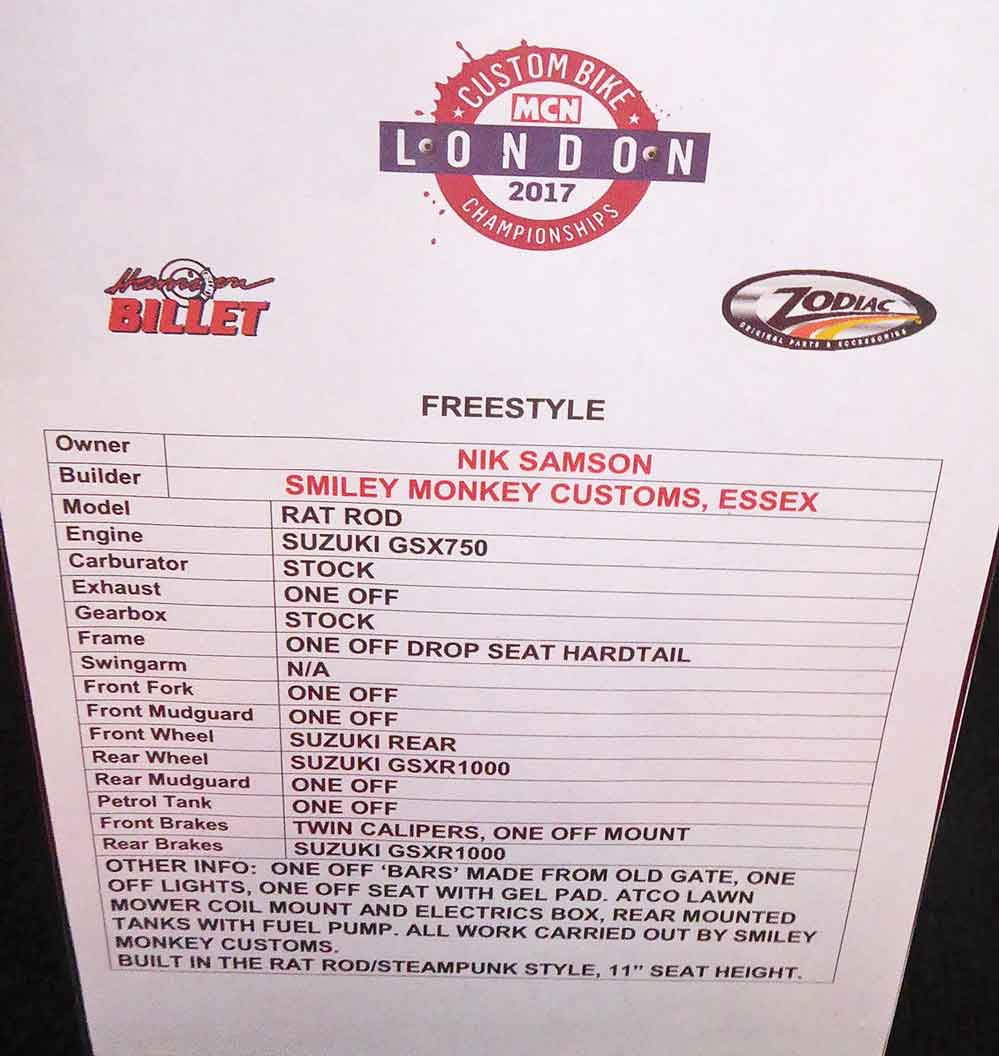 CUSTOM BIKE
MCN
LONDON
2017
CHAMPIONSHIPS
Harrison
BILLET
ZODIAC
ORIGINAL PARTS & ACCESSORIES
FREESTYLE
Owner NIK SAMSON
Builder SMILEY MONKEY CUSTOMS, ESSEX
Model RAT ROD
Engine SUZUKI GSX750
Carburator STOCK
Exhaust ONE OFF
Gearbox STOCK
Frame ONE OFF DROP SEAT HARDTAIL
Swingarm N/A
Front Fork ONE OFF
Front Mudguard ONE OFF
Front Wheel SUZUKI REAR
Rear Wheel SUZUKI GSXR1000
Rear Mudguard ONE OFF
Petrol Tank ONE OFF
Front Brakes TWIN CALIPERS, ONE OFF MOUNT
Rear Brakes SUZUKI GSXR1000
OTHER INFO: ONE OFF ‘BARS’ MADE FROM OLD GATE, ONE
OFF LIGHTS, ONE OFF SEAT WITH GEL PAD. ATCO LAWN
MOWER COIL MOUNT AND ELECTRICS BOX, REAR MOUNTED
TANKS WITH FUEL PUMP. ALL WORK CARRIED OUT BY SMILEY
MONKEY CUSTOMS.
BUILT IN THE RAT ROD/STEAMPUNK STYLE, 11” SEAT HEIGHT.